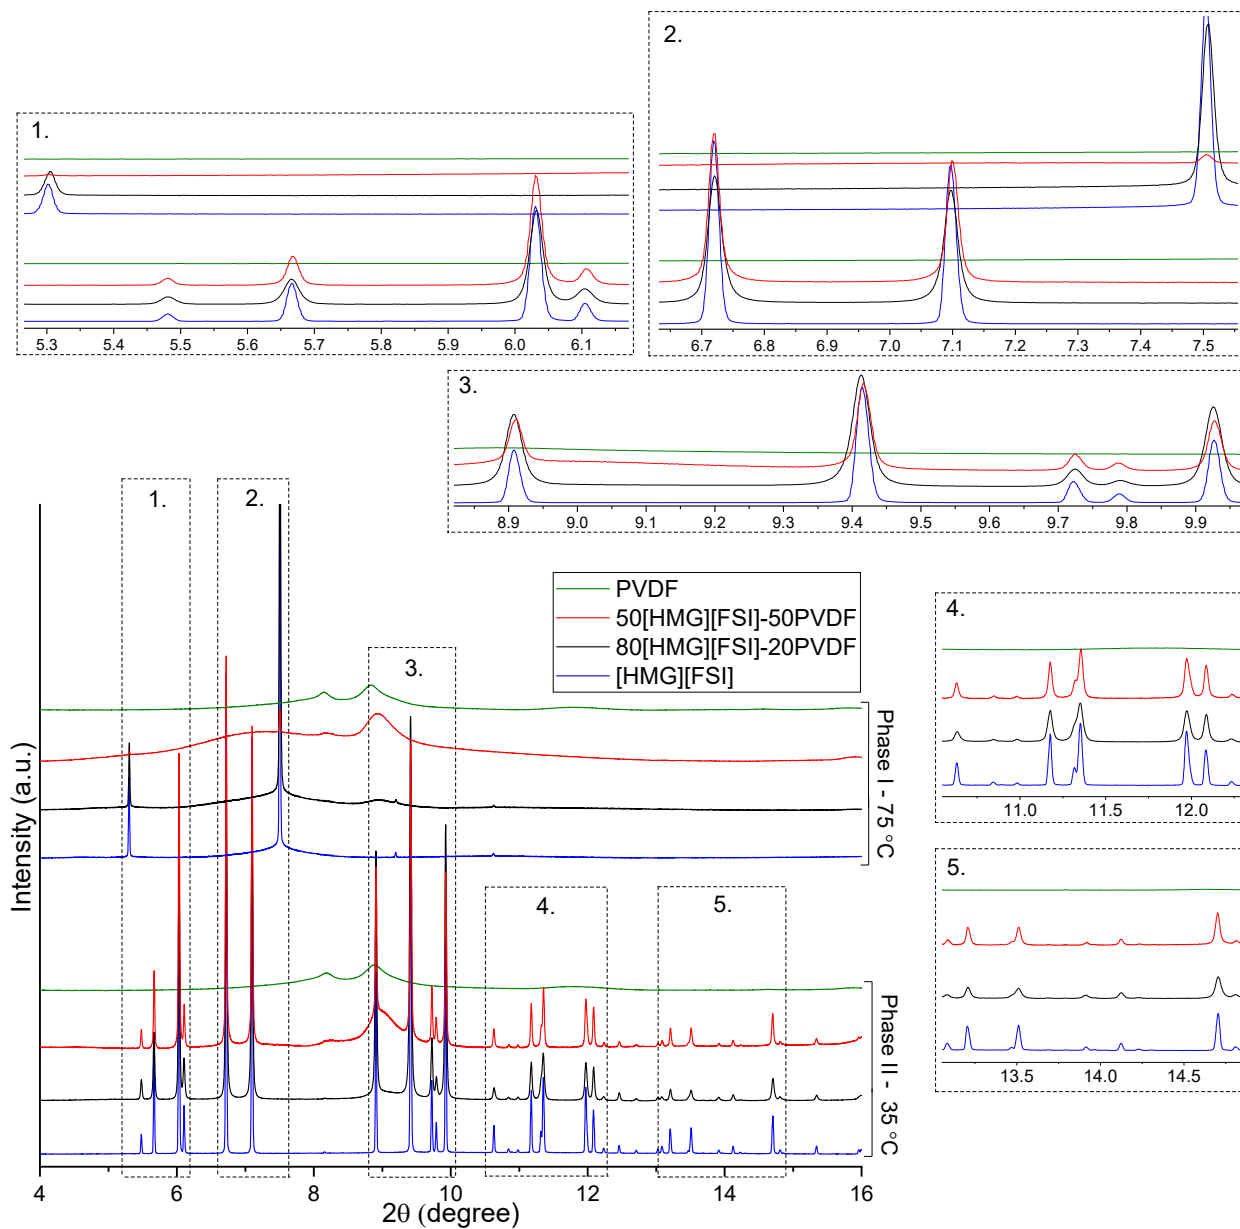 2.
1.
6.7 6.8 6.9 7.0 7.1 7.2 7.3 7.4 7.5
5.3 5.4 5.5 5.6 5.7 5.8 5.9 6.0 6.1
3.
8.9 9.0 9.1 9.2 9.3 9.4 9.5 9.6 9.7 9.8 9.9
1.
2.
3.
PVDF
50[HMG][FSI]-50PVDF
80[HMG][FSI]-20PVDF
[HMG][FSI]
4.
11.0 11.5 12.0
Phase I - 75 °C
Intensity (a.u.)
4.
5.
5.
13.5 14.0 14.5
Phase II - 35 °C
4 6 8 10 12 14 16
2θ (degree)